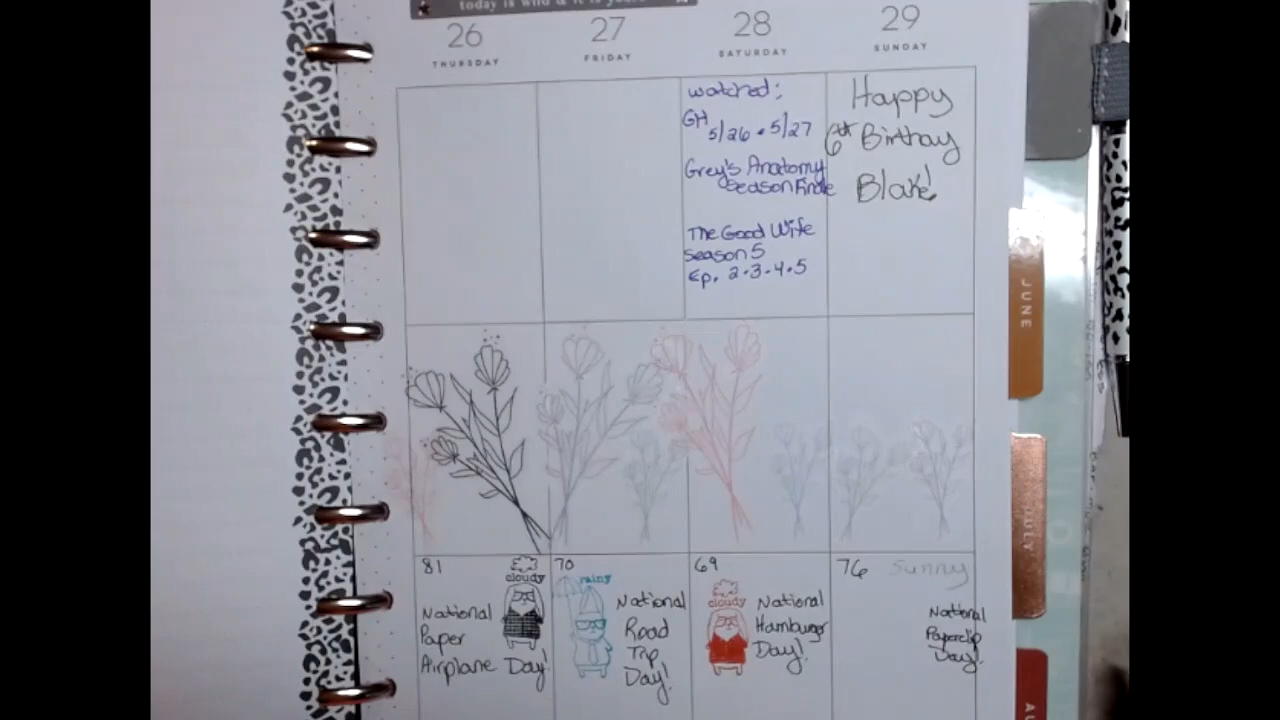 today is wild & it is yours
26
THURSDAY
27
FRIDAY
28
SATURDAY
29
SUNDAY
watched:
GH 5/26 • 5/27
Grey's Anatomy
Season Finale
The Good Wife
Season 5
Ep. 2•3•4•5
Happy
6th Birthay
Blake!
81
cloudy
National
Paper
Airplane Day!
70
rainy
National
Road
Trip
Day!
69
cloudy
National
Hamburger
Day!
76 Sunny
National
Paperclip
Day!
JUNE
JULY
AU